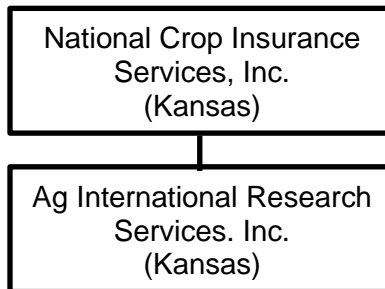 National Crop Insurance
Services, Inc.
(Kansas)
Ag International Research
Services. Inc.
(Kansas)